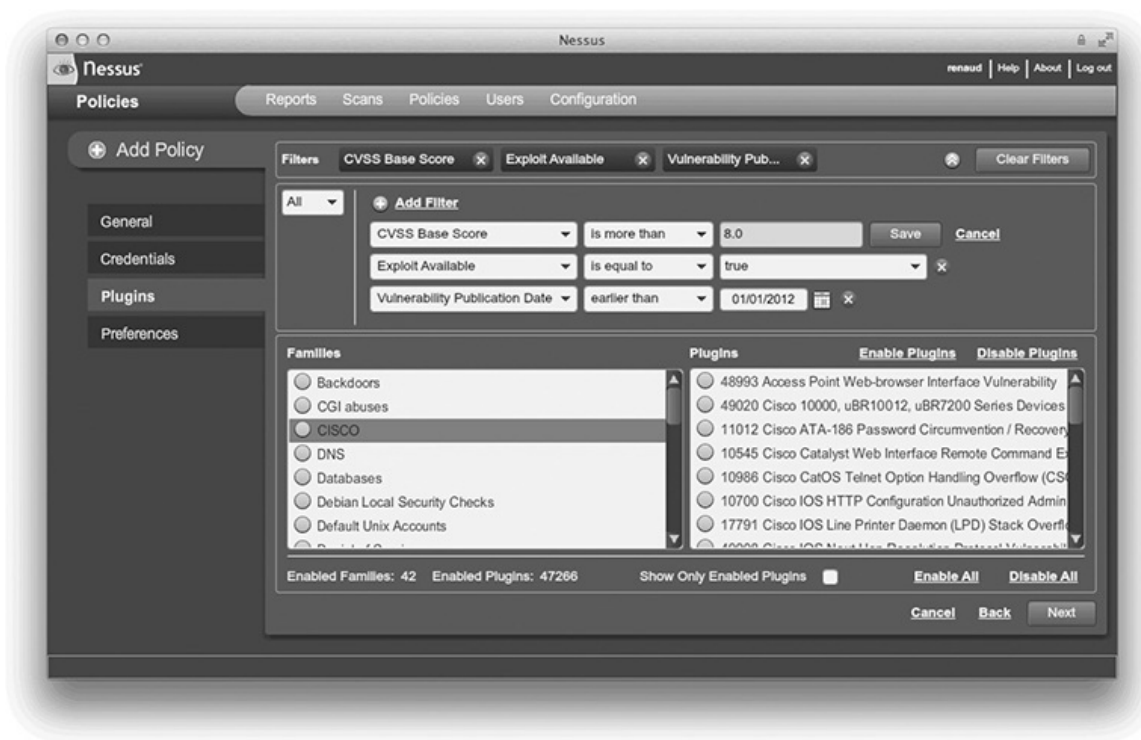 Nessus
Nessus
renaud | Help | About | Log out
Policies
Reports Scans Policies Users Configuration
Add Policy
General
Credentials
Plugins
Preferences
Filters CVSS Base Score Exploit Available Vulnerability Pub... Clear Filters
All
Add Filter
CVSS Base Score is more than 8.0 Save Cancel
Exploit Available is equal to true
Vulnerability Publication Date earlier than 01/01/2012
Families
Backdoors
CGI abuses
CISCO
DNS
Databases
Debian Local Security Checks
Default Unix Accounts
Plugins Enable Plugins Disable Plugins
48993 Access Point Web-browser Interface Vulnerability
49020 Cisco 10000, uBR10012, uBR7200 Series Devices
11012 Cisco ATA-186 Password Circumvention / Recovery
10545 Cisco Catalyst Web Interface Remote Command E
10986 Cisco CatOS Telnet Option Handling Overflow (CS
10700 Cisco IOS HTTP Configuration Unauthorized Admin
17791 Cisco IOS Line Printer Daemon (LPD) Stack Overfl
Enabled Families: 42 Enabled Plugins: 47266 Show Only Enabled Plugins Enable All Disable All
Cancel Back Next